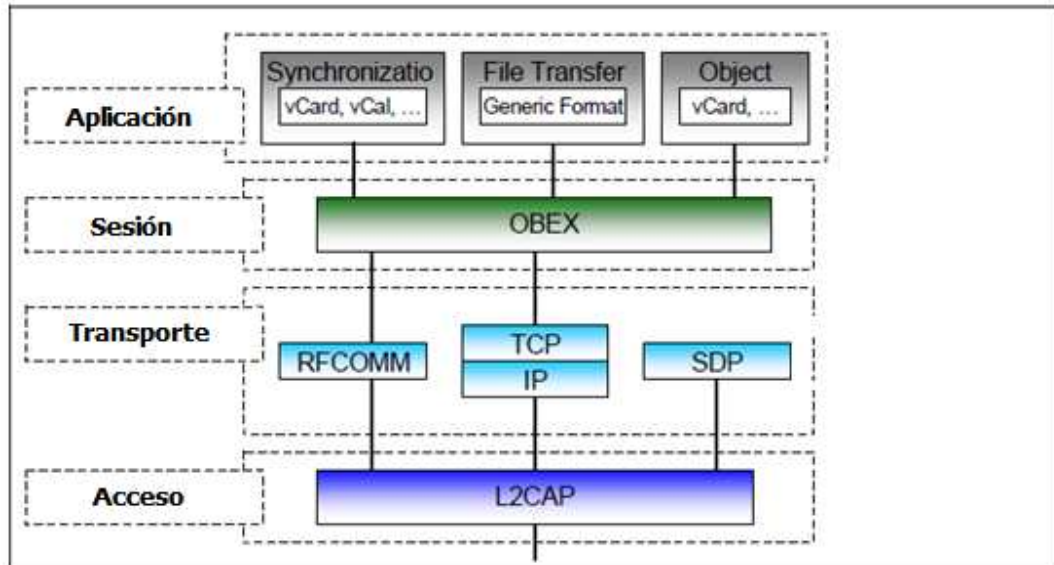 Synchronizatio
File Transfer
Object
vCard, vCal, ...
Generic Format
vCard, ...
Aplicación
Sesión
OBEX
Transporte
RFCOMM
TCP
IP
SDP
Acceso
L2CAP